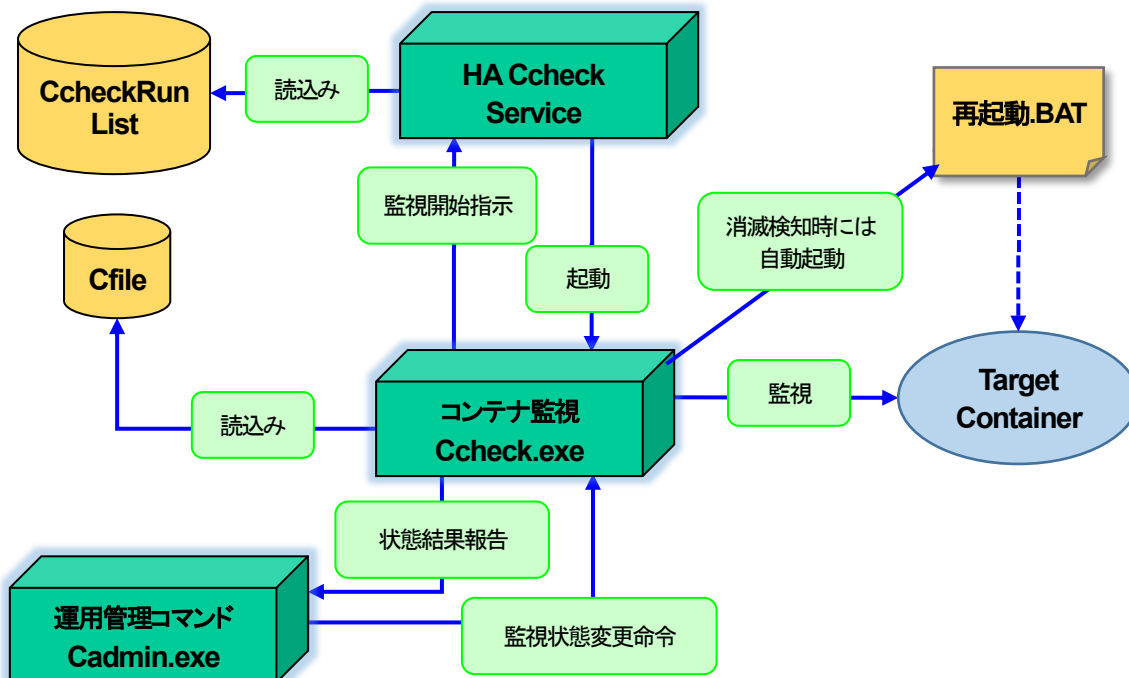 CcheckRun
List
読込み
HA Ccheck
Service
再起動.BAT
監視開始指示
消滅検知時には
自動起動
起動
Cfile
読込み
コンテナ監視
Ccheck.exe
監視
Target
Container
状態結果報告
運用管理コマンド
Cadmin.exe
監視状態変更命令